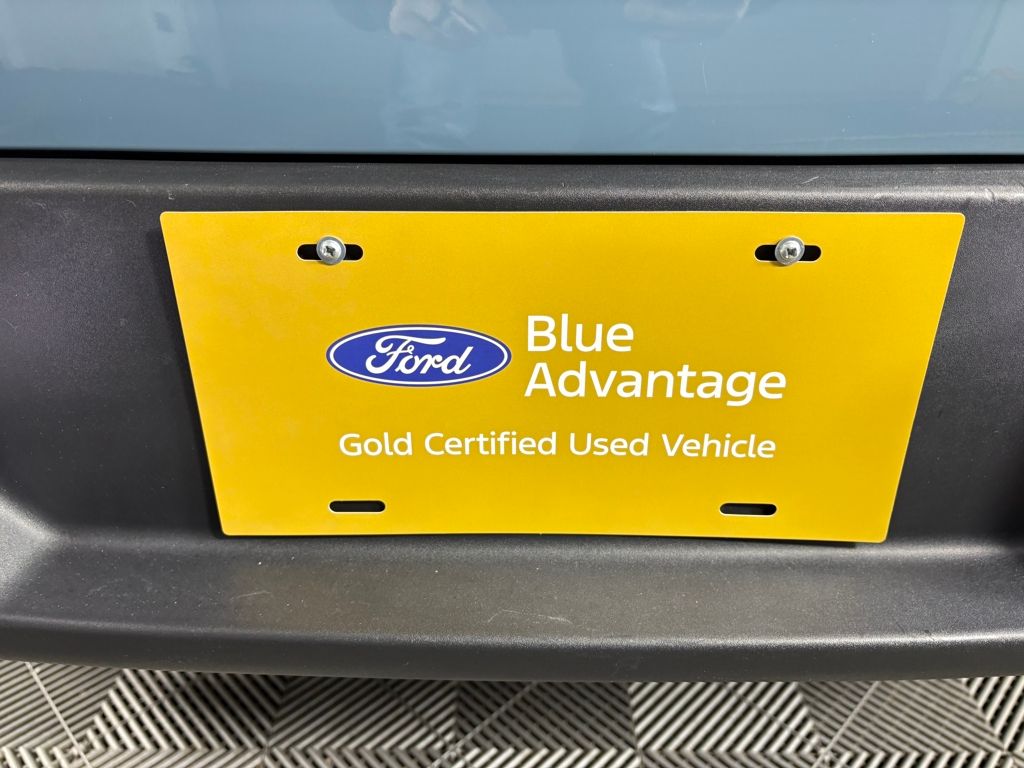 Ford
Blue
Advantage
Gold Certified Used Vehicle